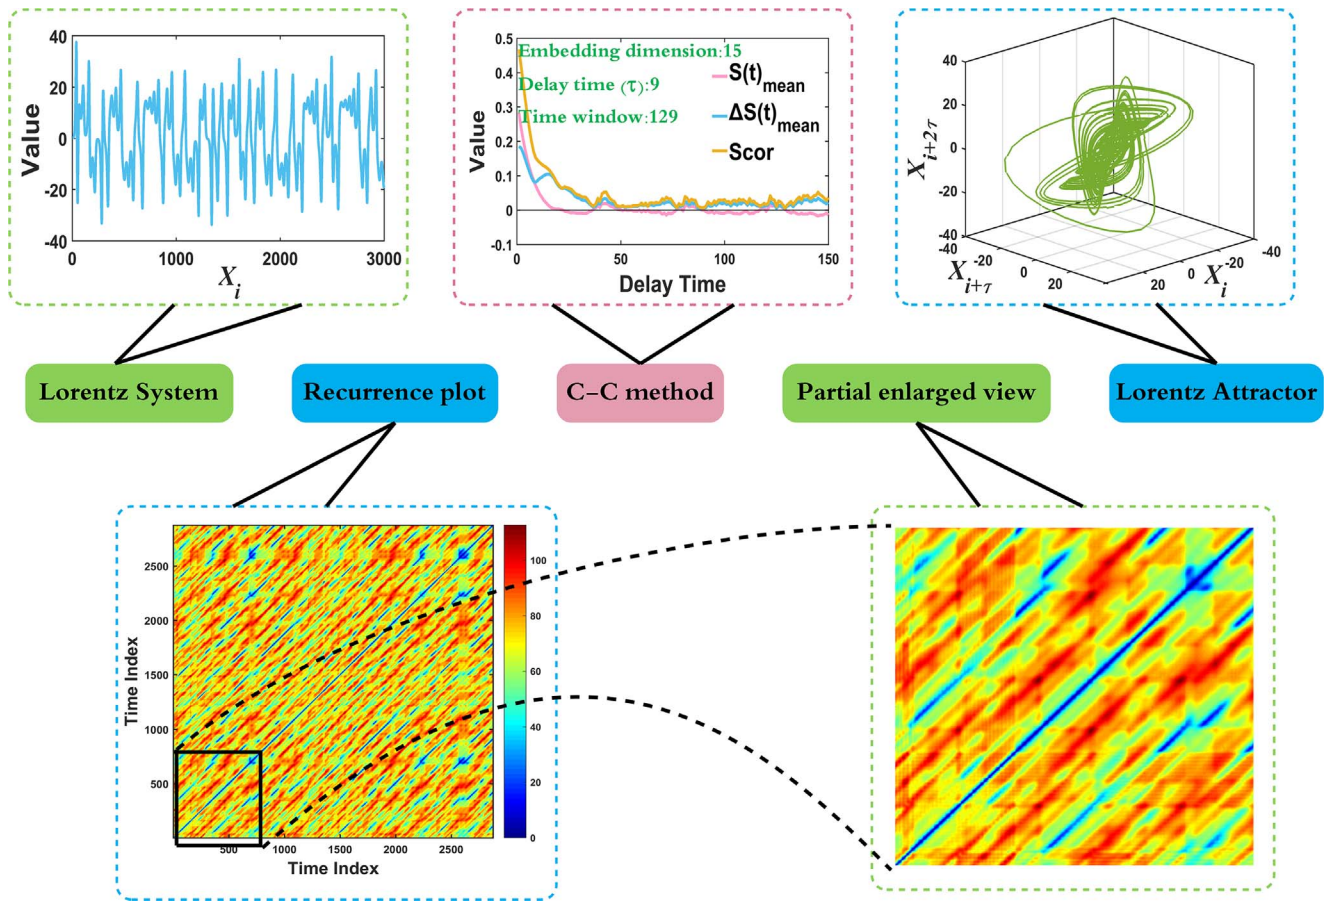 40
20
0
-20
-40
Value
0
1000
2000
3000
Xi
0.5
0.4
0.3
0.2
0.1
0
-0.1
Value
Embedding dimension:15
Delay time (τ):9
Time window:129
S(t)mean
ΔS(t)mean
Scor
0
50
100
150
Delay Time
40
20
0
-20
-40
Xi+2τ
-40
-20
0
20
Xi+τ
-40
-20
0
20
Xi
Lorentz System
Recurrence plot
C-C method
Partial enlarged view
Lorentz Attractor
2500
2000
1500
1000
500
Time Index
500
1000
1500
2000
2500
Time Index
100
80
60
40
20
0